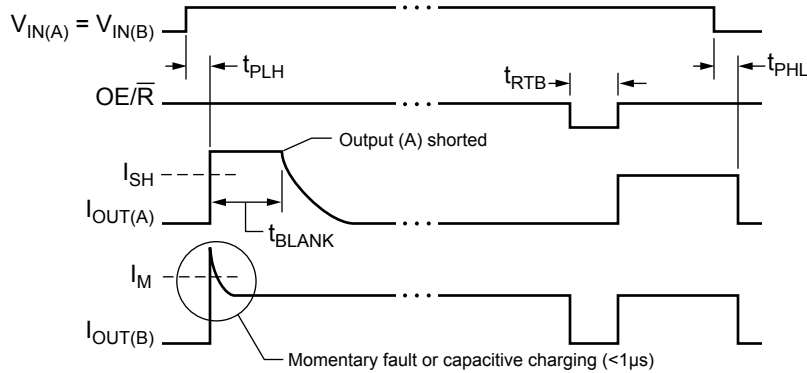 V_IN(A) = V_IN(B)
t_PLH
t_RTB
t_PHL
OE/R̅
Output (A) shorted
I_SH
I_OUT(A)
t_BLANK
I_M
I_OUT(B)
Momentary fault or capacitive charging (<1µs)